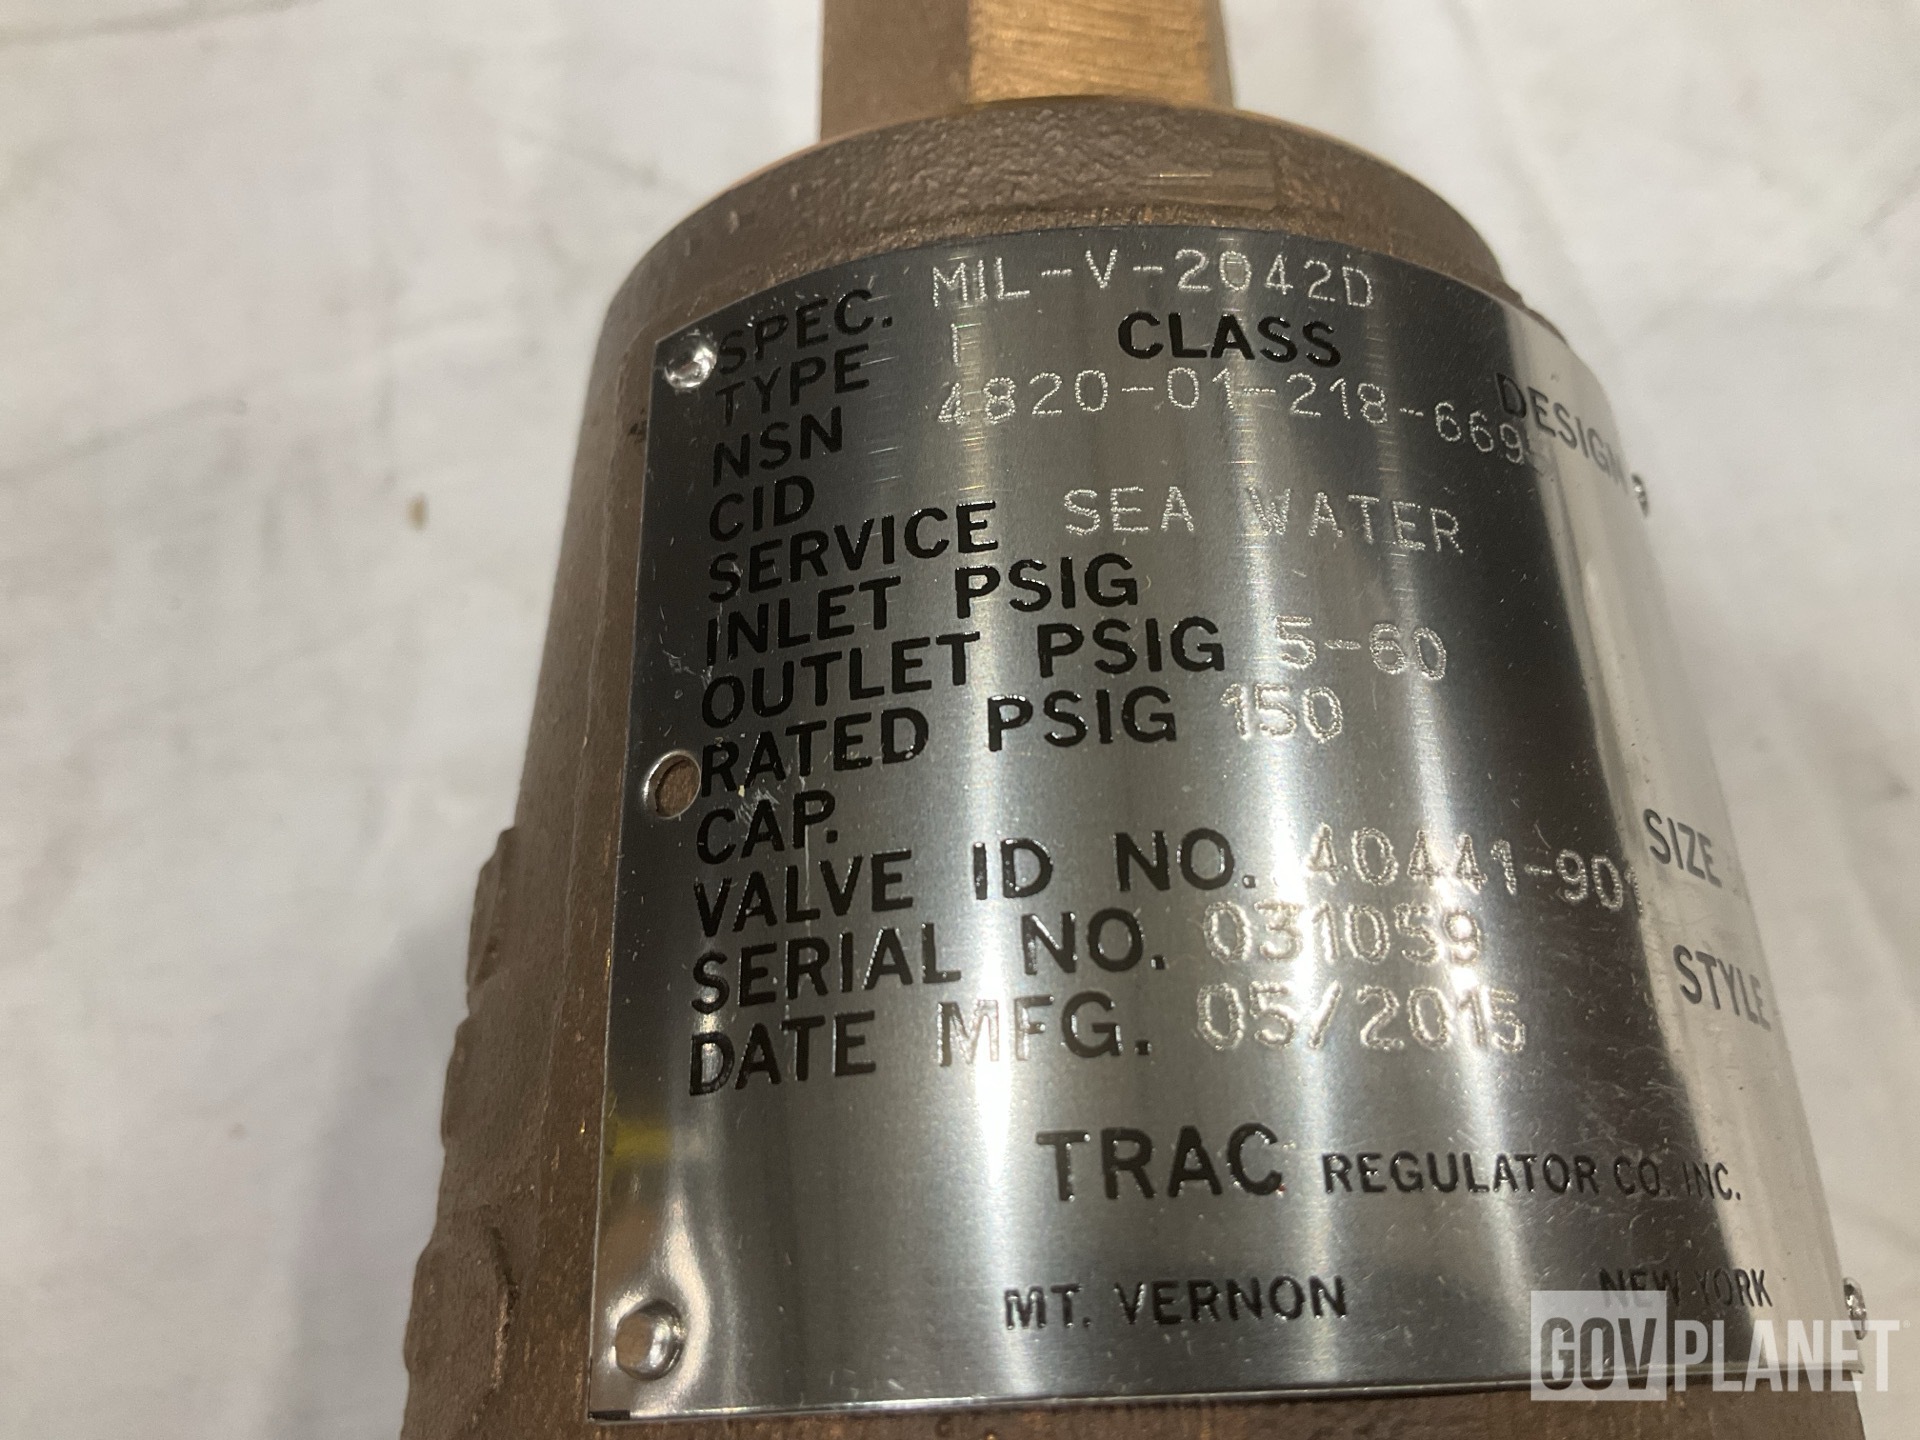 SPEC. MIL-V-2042D
TYPE I CLASS DESIGN
NSN 4820-01-218-669
CID
SERVICE SEA WATER
INLET PSIG
OUTLET PSIG 5-60
RATED PSIG 150
CAP. SIZE
VALVE ID NO. 40441-901
SERIAL NO. 031059 STYLE
DATE MFG. 05/2015
TRAC REGULATOR CO. INC.
MT. VERNON NEW YORK
GOVPLANET